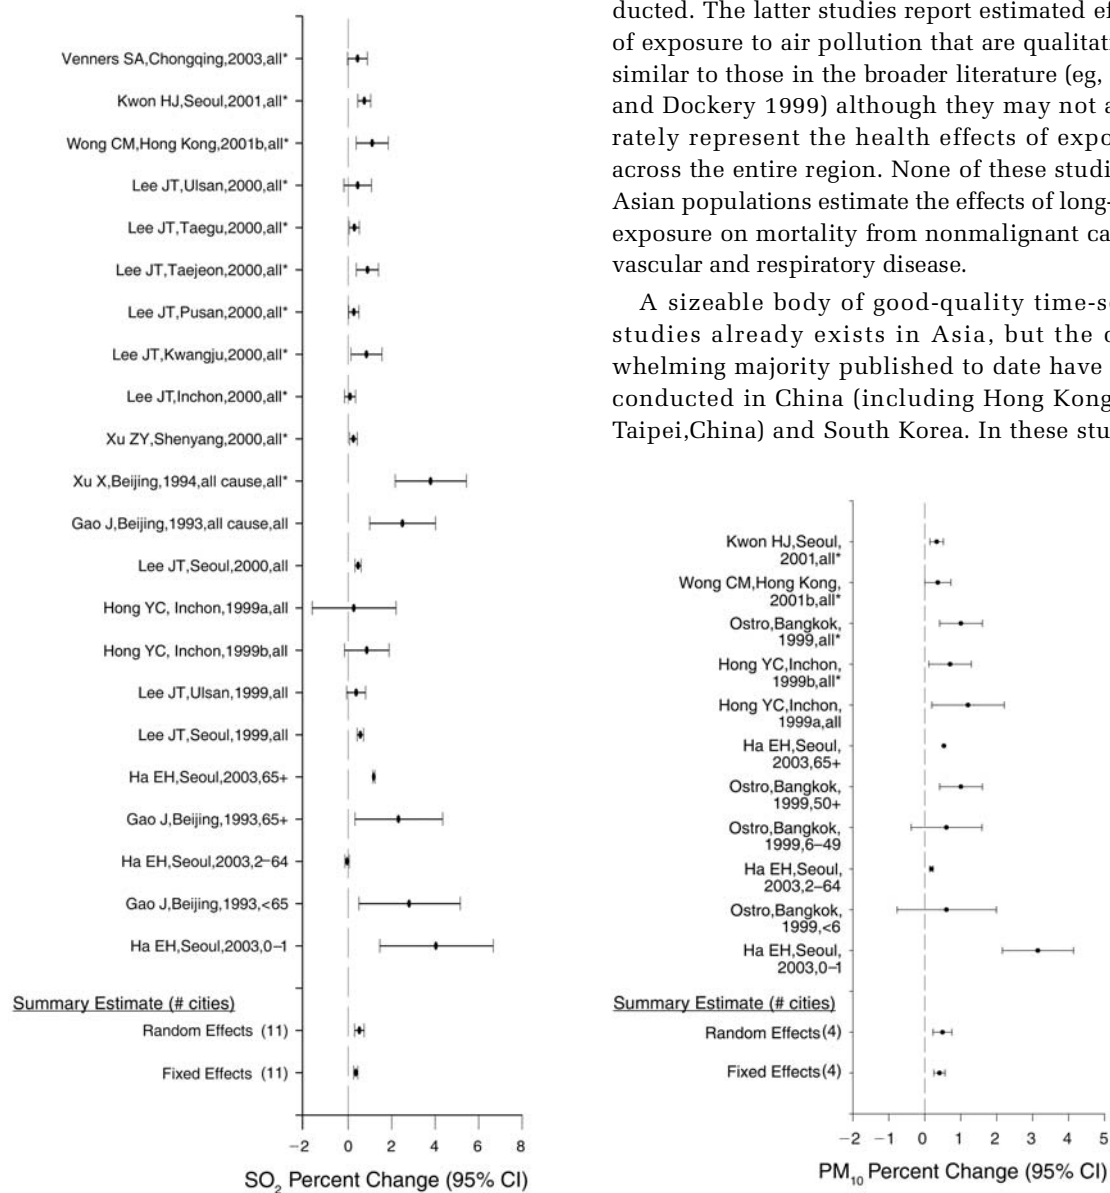 Venners SA,Chongqing,2003,all*
Kwon HJ,Seoul,2001,all*
Wong CM,Hong Kong,2001b,all*
Lee JT,Ulsan,2000,all*
Lee JT,Taegu,2000,all*
Lee JT,Taejeon,2000,all*
Lee JT,Pusan,2000,all*
Lee JT,Kwangju,2000,all*
Lee JT,Inchon,2000,all*
Xu ZY,Shenyang,2000,all*
Xu X,Beijing,1994,all cause,all*
Gao J,Beijing,1993,all cause,all
Lee JT,Seoul,2000,all
Hong YC, Inchon,1999a,all
Hong YC, Inchon,1999b,all
Lee JT,Ulsan,1999,all
Lee JT,Seoul,1999,all
Ha EH,Seoul,2003,65+
Gao J,Beijing,1993,65+
Ha EH,Seoul,2003,2–64
Gao J,Beijing,1993,<65
Ha EH,Seoul,2003,0–1
Summary Estimate (# cities)
Random Effects (11)
Fixed Effects (11)
−2 0 2 4 6 8
SO2 Percent Change (95% CI)
ducted. The latter studies report estimated ef
of exposure to air pollution that are qualitat
similar to those in the broader literature (eg,
and Dockery 1999) although they may not a
rately represent the health effects of expo
across the entire region. None of these studi
Asian populations estimate the effects of long-
exposure on mortality from nonmalignant ca
vascular and respiratory disease.
A sizeable body of good-quality time-se
studies already exists in Asia, but the o
whelming majority published to date have
conducted in China (including Hong Kong
Taipei,China) and South Korea. In these stu
Kwon HJ,Seoul,
2001,all*
Wong CM,Hong Kong,
2001b,all*
Ostro,Bangkok,
1999,all*
Hong YC,Inchon,
1999b,all*
Hong YC,Inchon,
1999a,all
Ha EH,Seoul,
2003,65+
Ostro,Bangkok,
1999,50+
Ostro,Bangkok,
1999,6–49
Ha EH,Seoul,
2003,2–64
Ostro,Bangkok,
1999,<6
Ha EH,Seoul,
2003,0–1
Summary Estimate (# cities)
Random Effects(4)
Fixed Effects(4)
−2 −1 0 1 2 3 4 5
PM10 Percent Change (95% CI)